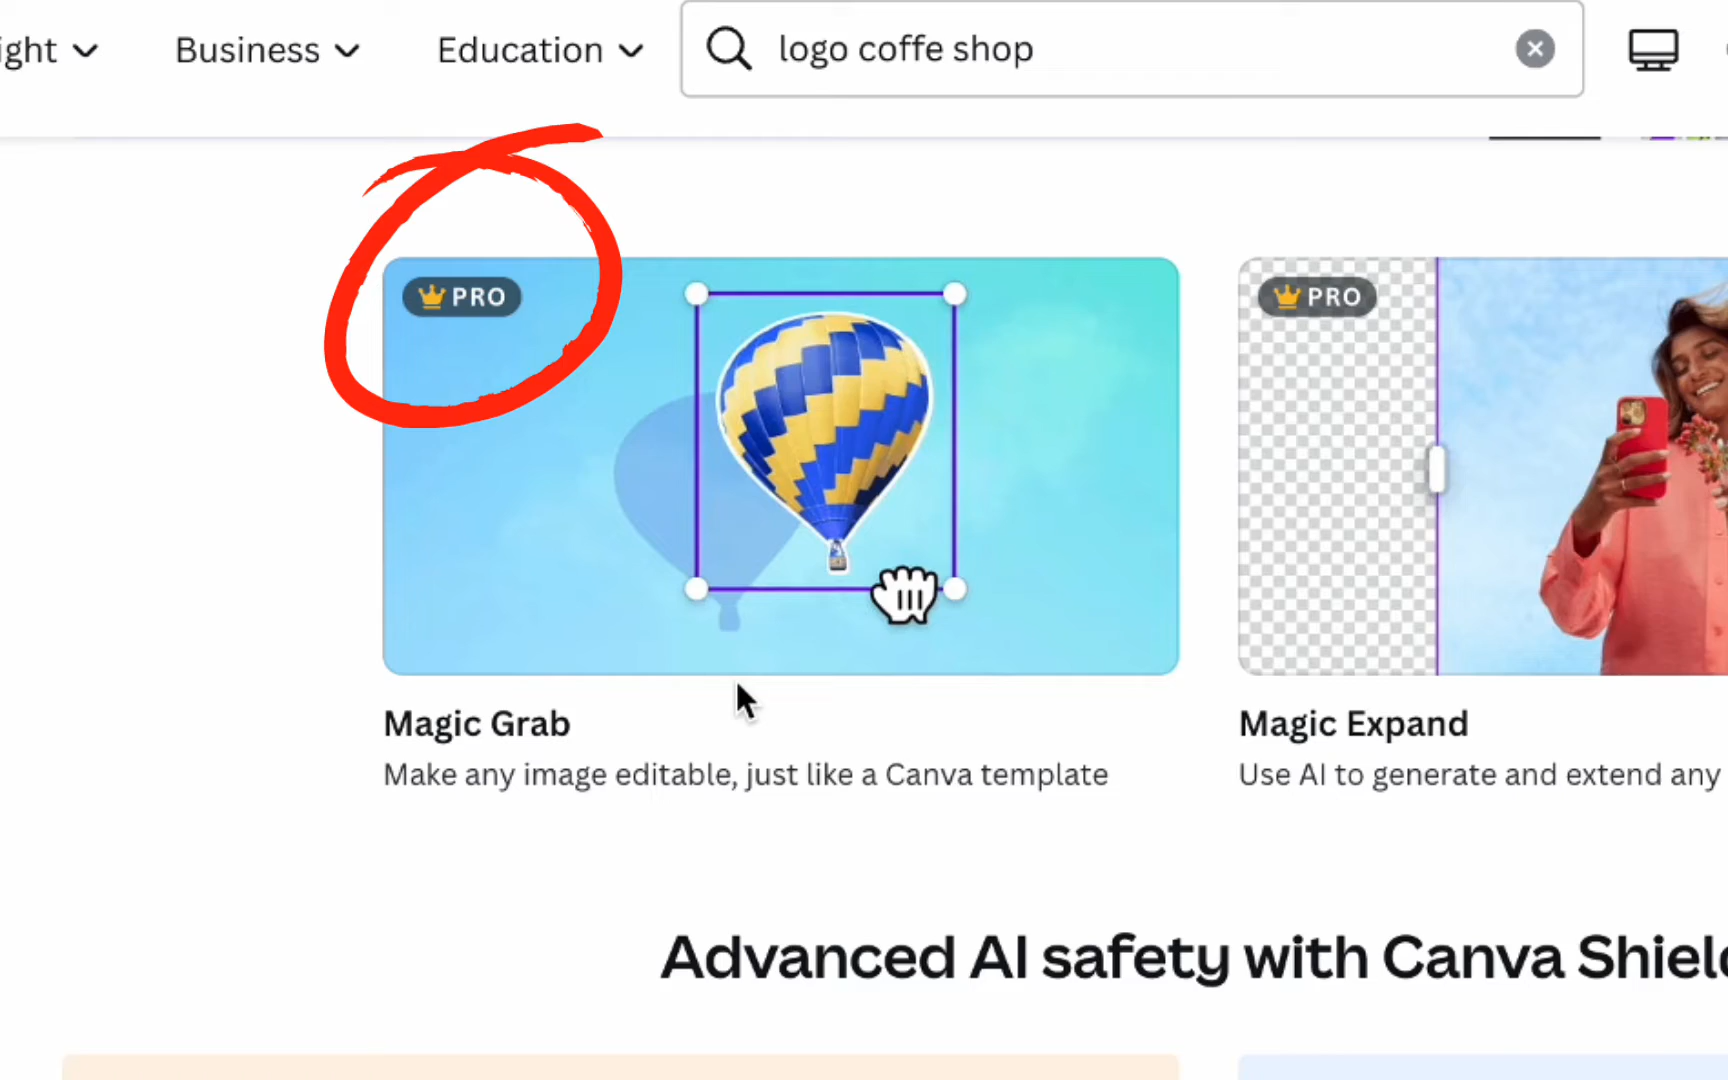 ight
Business
Education
logo coffe shop
PRO
PRO
Magic Grab
Make any image editable, just like a Canva template
Magic Expand
Use AI to generate and extend any
Advanced AI safety with Canva Shield